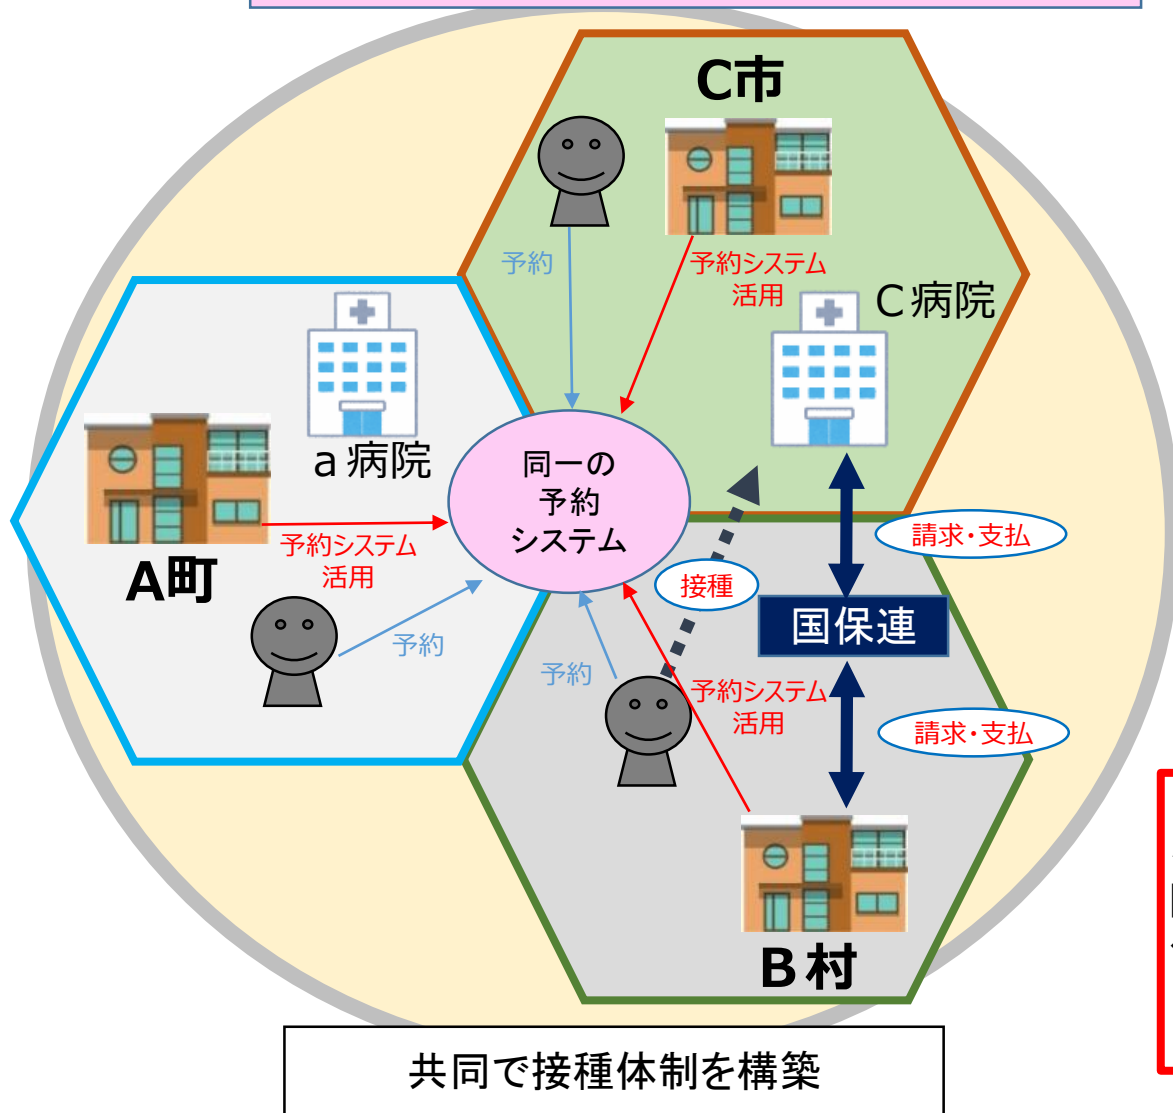 C市
予約
予約システム
活用
C病院
a病院
同一の
予約
システム
A町
予約システム
活用
予約
接種
請求・支払
国保連
予約
予約システム
活用
請求・支払
B村
共同で接種体制を構築